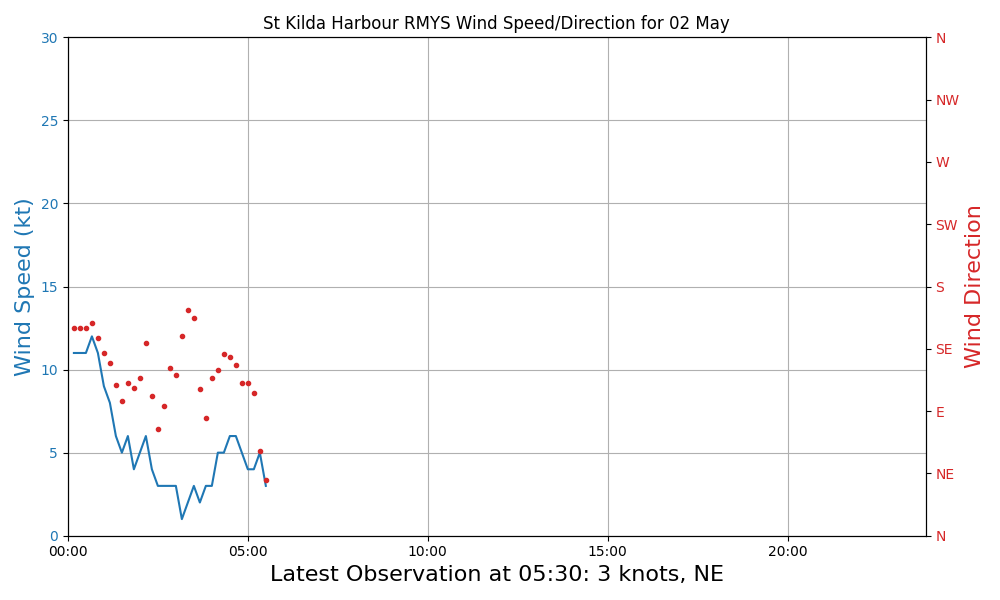 St Kilda Harbour RMYS Wind Speed/Direction for 02 May
Wind Speed (kt)
30
25
20
15
10
5
0
00:00 05:00 10:00 15:00 20:00
N
NW
W
SW
S
SE
E
NE
N
Wind Direction
Latest Observation at 05:30: 3 knots, NE